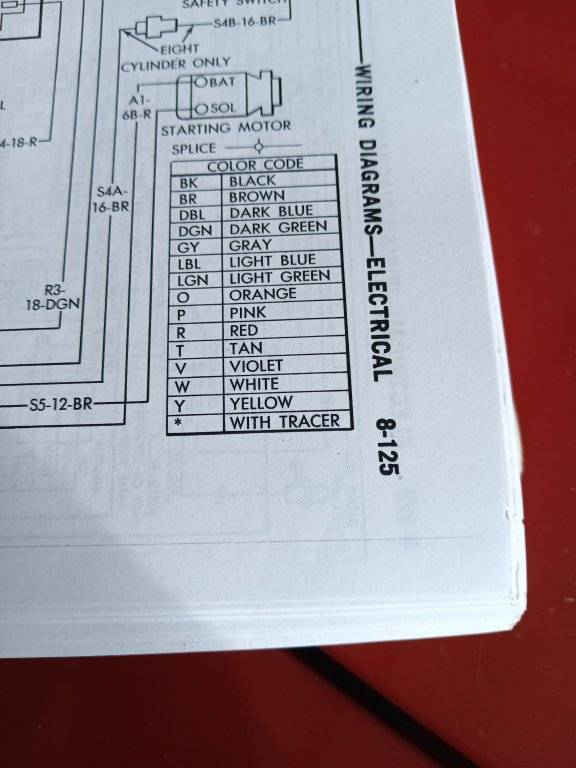 SAFETY SWITCH
S4B-16-BR
EIGHT
CYLINDER ONLY
BAT
A1-
6B-R
SOL
STARTING MOTOR
4-18-R
SPLICE
S4A-
16-BR
R3-
18-DGN
S5-12-BR
COLOR CODE
BK BLACK
BR BROWN
DBL DARK BLUE
DGN DARK GREEN
GY GRAY
LBL LIGHT BLUE
LGN LIGHT GREEN
O ORANGE
P PINK
R RED
T TAN
V VIOLET
W WHITE
Y YELLOW
* WITH TRACER
WIRING DIAGRAMS—ELECTRICAL 8-125